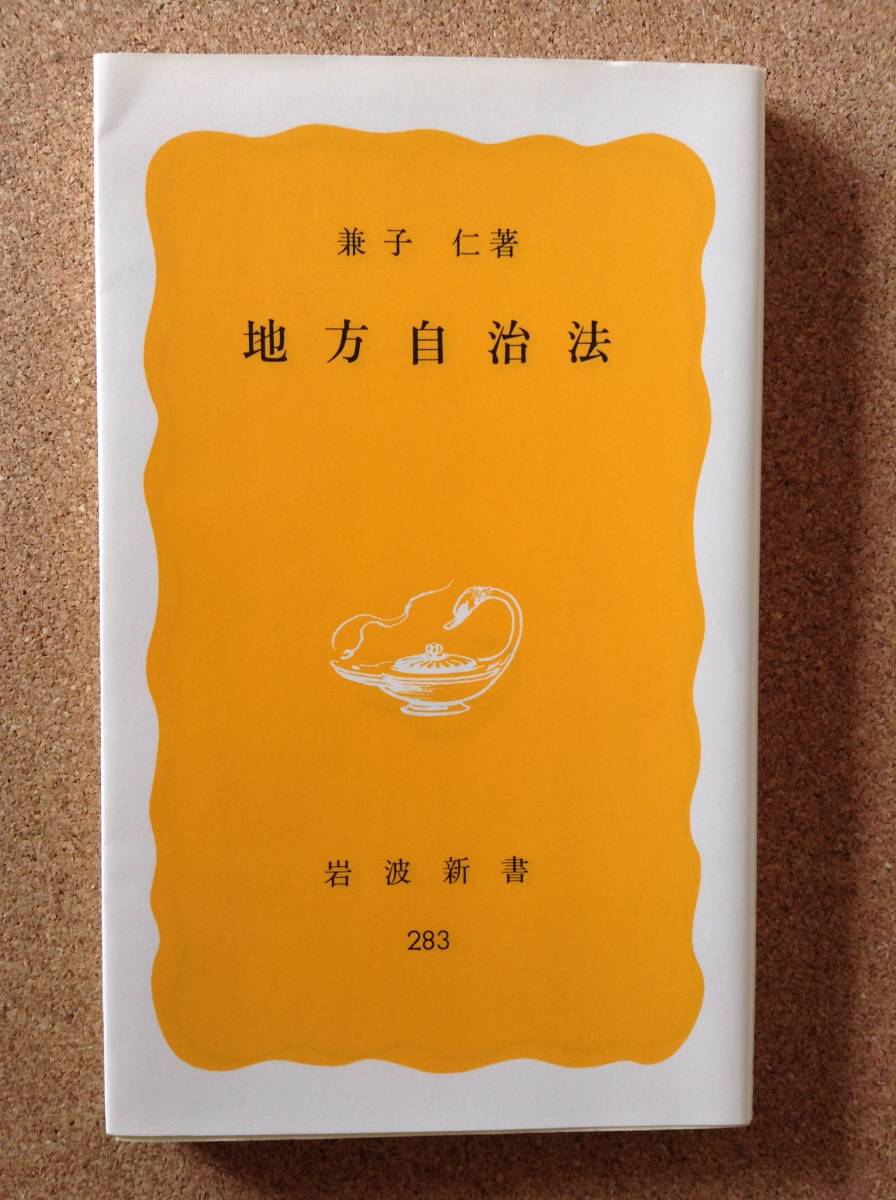 兼子 仁著
地方自治法
岩波新書
283